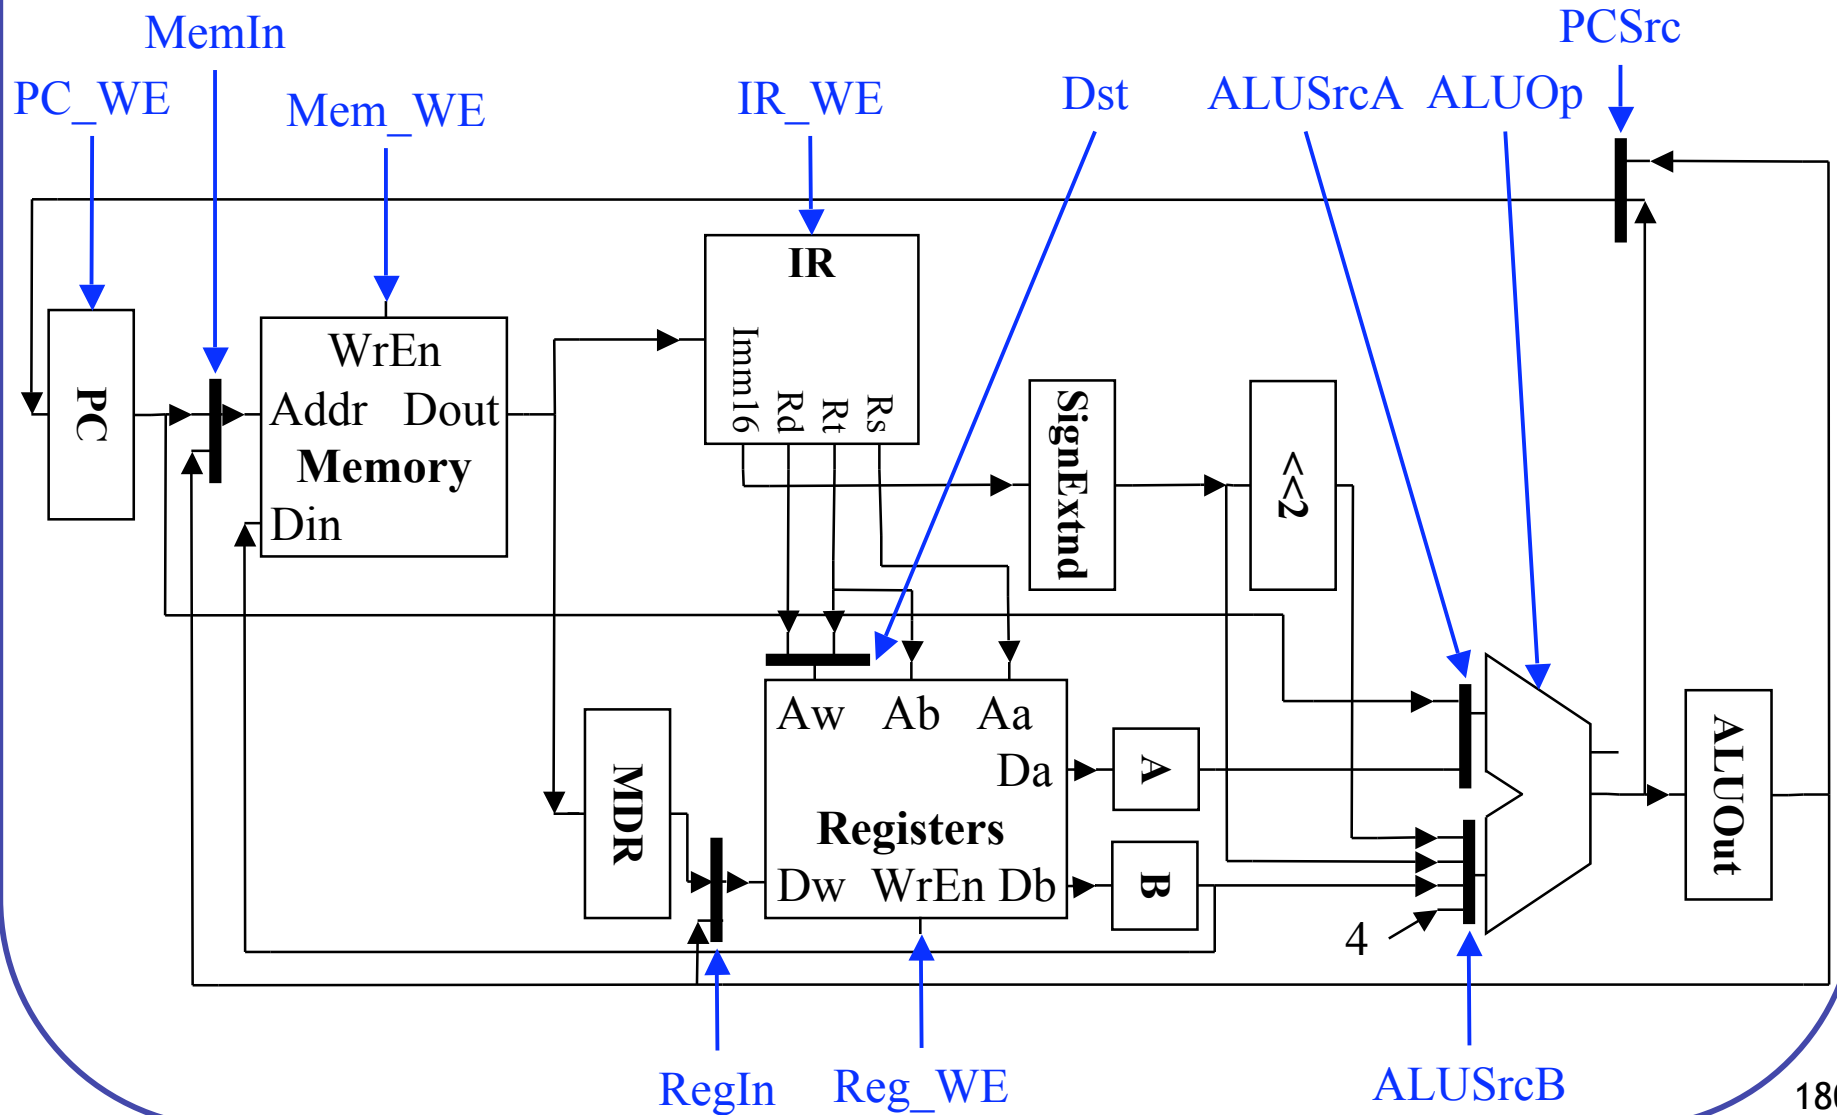 MemIn
PCSrc
PC_WE
Mem_WE
IR_WE
Dst
ALUSrcA
ALUOp
IR
Imm16
Rd
Rt
Rs
PC
WrEn
Addr
Dout
Memory
Din
SignExtnd
<<2
Aw
Ab
Aa
Da
Registers
Dw
WrEn
Db
MDR
A
B
4
ALUOut
RegIn
Reg_WE
ALUSrcB